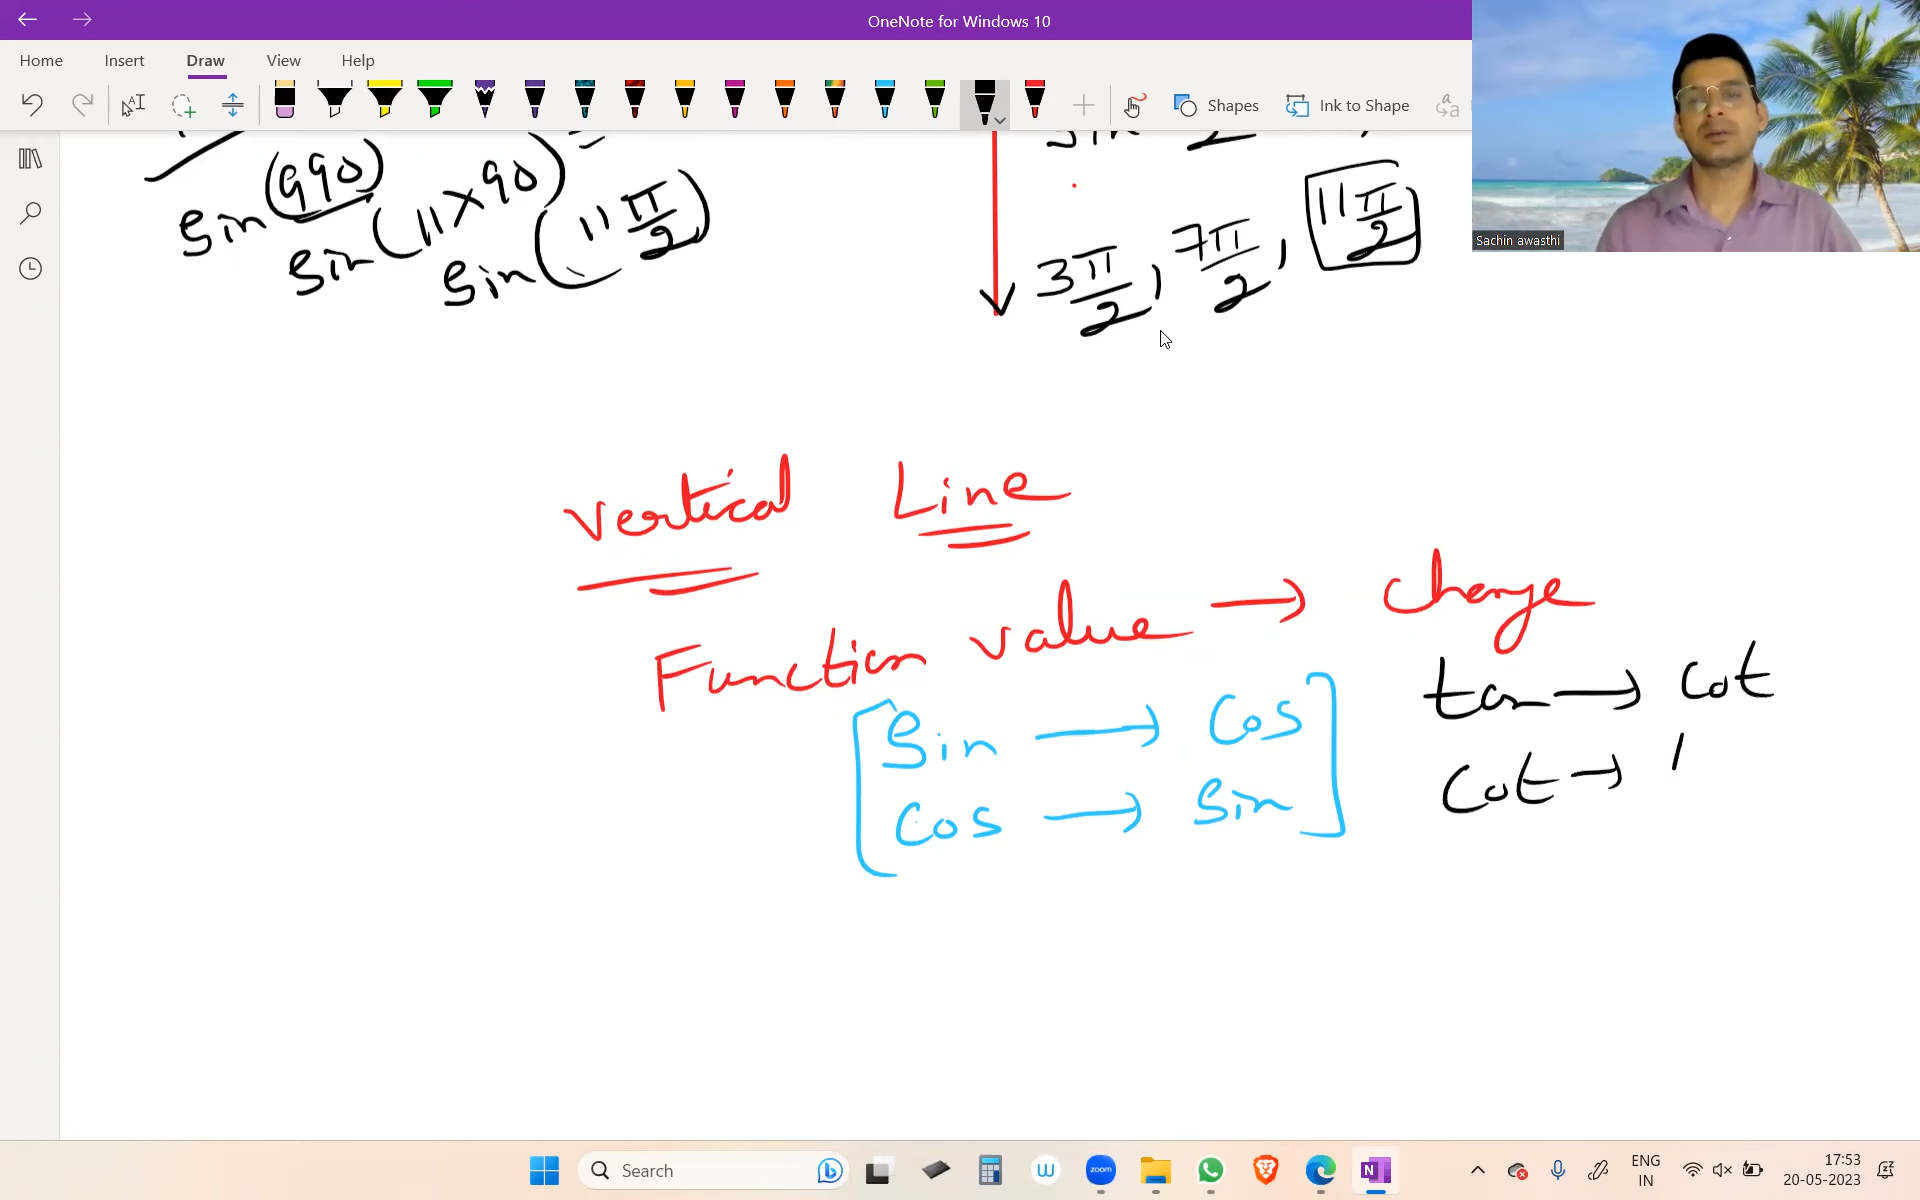 OneNote for Windows 10
Home Insert Draw View Help
Shapes Ink to Shape
Sachin awasthi
sin(990)
sin(11×90) =
sin(11π/2)
sin
3π/2, 7π/2, 11π/2
Vertical Line
Function value → change
Sin → Cos
Cos → Sin
tan → cot
Cot →
Search
zoom
ENG
IN
17:53
20-05-2023